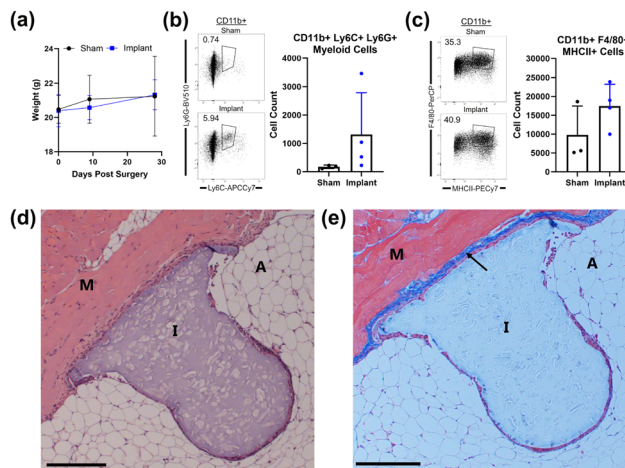 (a)
Sham
Implant
Weight (g)
24
22
20
18
0
10
20
30
Days Post Surgery
(b)
CD11b+
Sham
0.74
Implant
5.94
Ly6G-BV510
Ly6C-APCCy7
CD11b+ Ly6C+ Ly6G+
Myeloid Cells
Cell Count
4000
3000
2000
1000
0
Sham
Implant
(c)
CD11b+
Sham
35.3
Implant
40.9
F4/80-PerCP
MHCII-PECy7
CD11b+ F4/80+
MHCII+ Cells
Cell Count
30000
25000
20000
15000
10000
5000
0
Sham
Implant
(d)
M
A
I
(e)
M
A
I